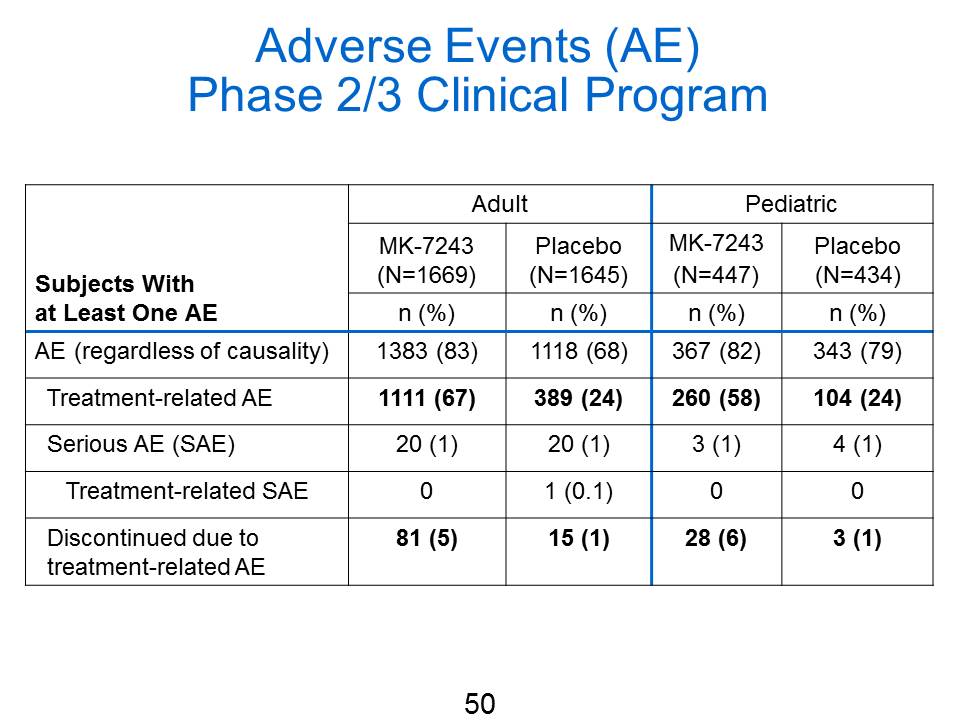 Adverse Events (AE)
Phase 2/3 Clinical Program
Adult Pediatric
MK-7243 Placebo MK-7243 Placebo
Subjects With (N=1669) (N=1645) (N=447) (N=434)
at Least One AE n (%) n (%) n (%) n (%)
AE (regardless of causality) 1383 (83) 1118 (68) 367 (82) 343 (79)
Treatment-related AE 1111 (67) 389 (24) 260 (58) 104 (24)
Serious AE (SAE) 20 (1) 20 (1) 3 (1) 4 (1)
Treatment-related SAE 0 1 (0.1) 0 0
Discontinued due to 81 (5) 15 (1) 28 (6) 3 (1)
treatment-related AE
50